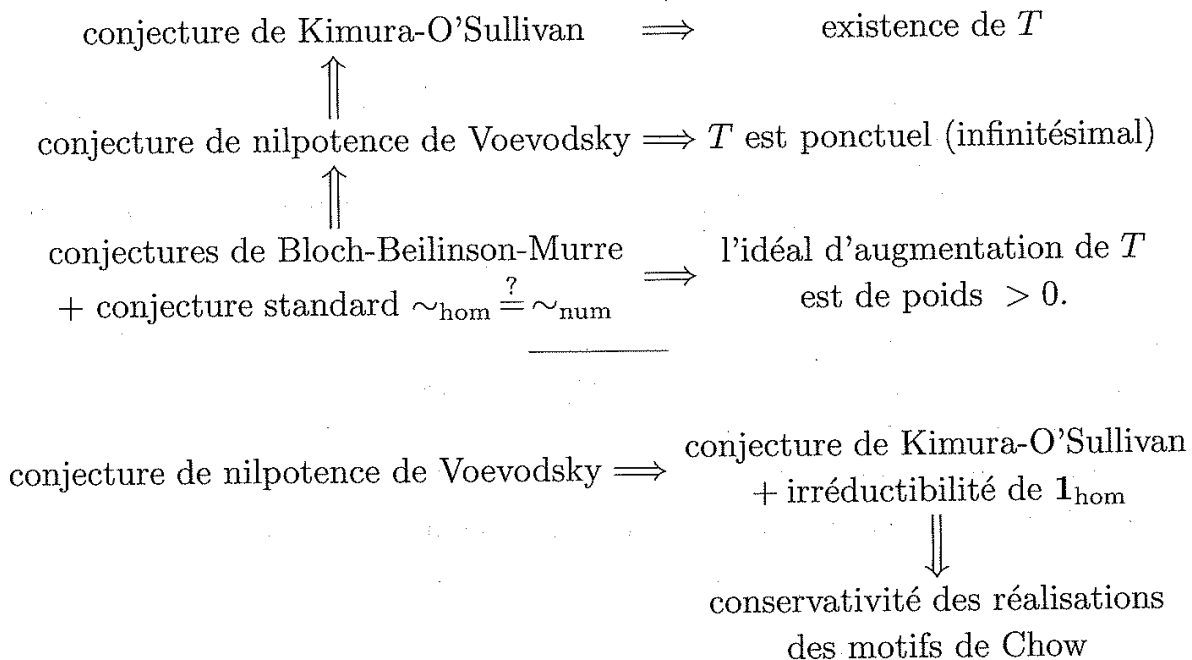 conjecture de Kimura-O'Sullivan ⟹ existence de T
⇑
conjecture de nilpotence de Voevodsky ⟹ T est ponctuel (infinitésimal)
⇑
conjectures de Bloch-Beilinson-Murre
+ conjecture standard ∼hom ?= ∼num
⟹
l'idéal d'augmentation de T
est de poids > 0.
conjecture de nilpotence de Voevodsky ⟹
conjecture de Kimura-O'Sullivan
+ irréductibilité de 1hom
⇓
conservativité des réalisations
des motifs de Chow